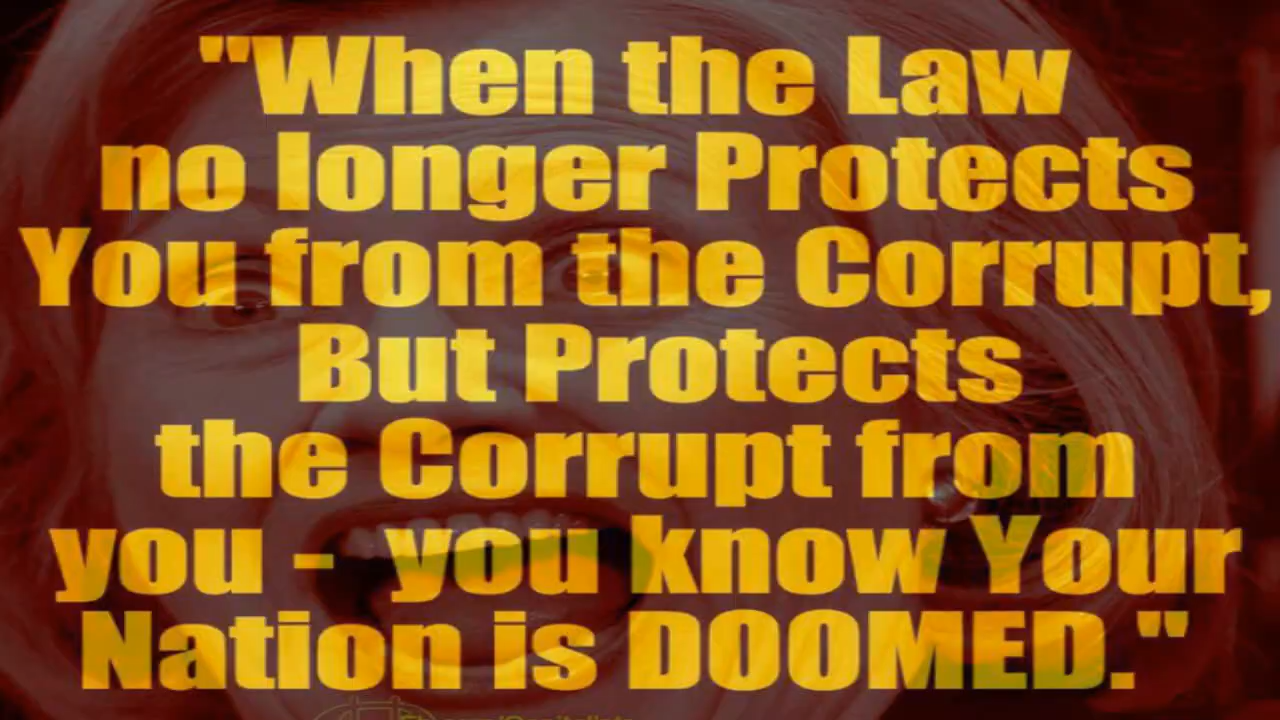 "When the Law
no longer Protects
You from the Corrupt,
But Protects
the Corrupt from
you - you know Your
Nation is DOOMED."